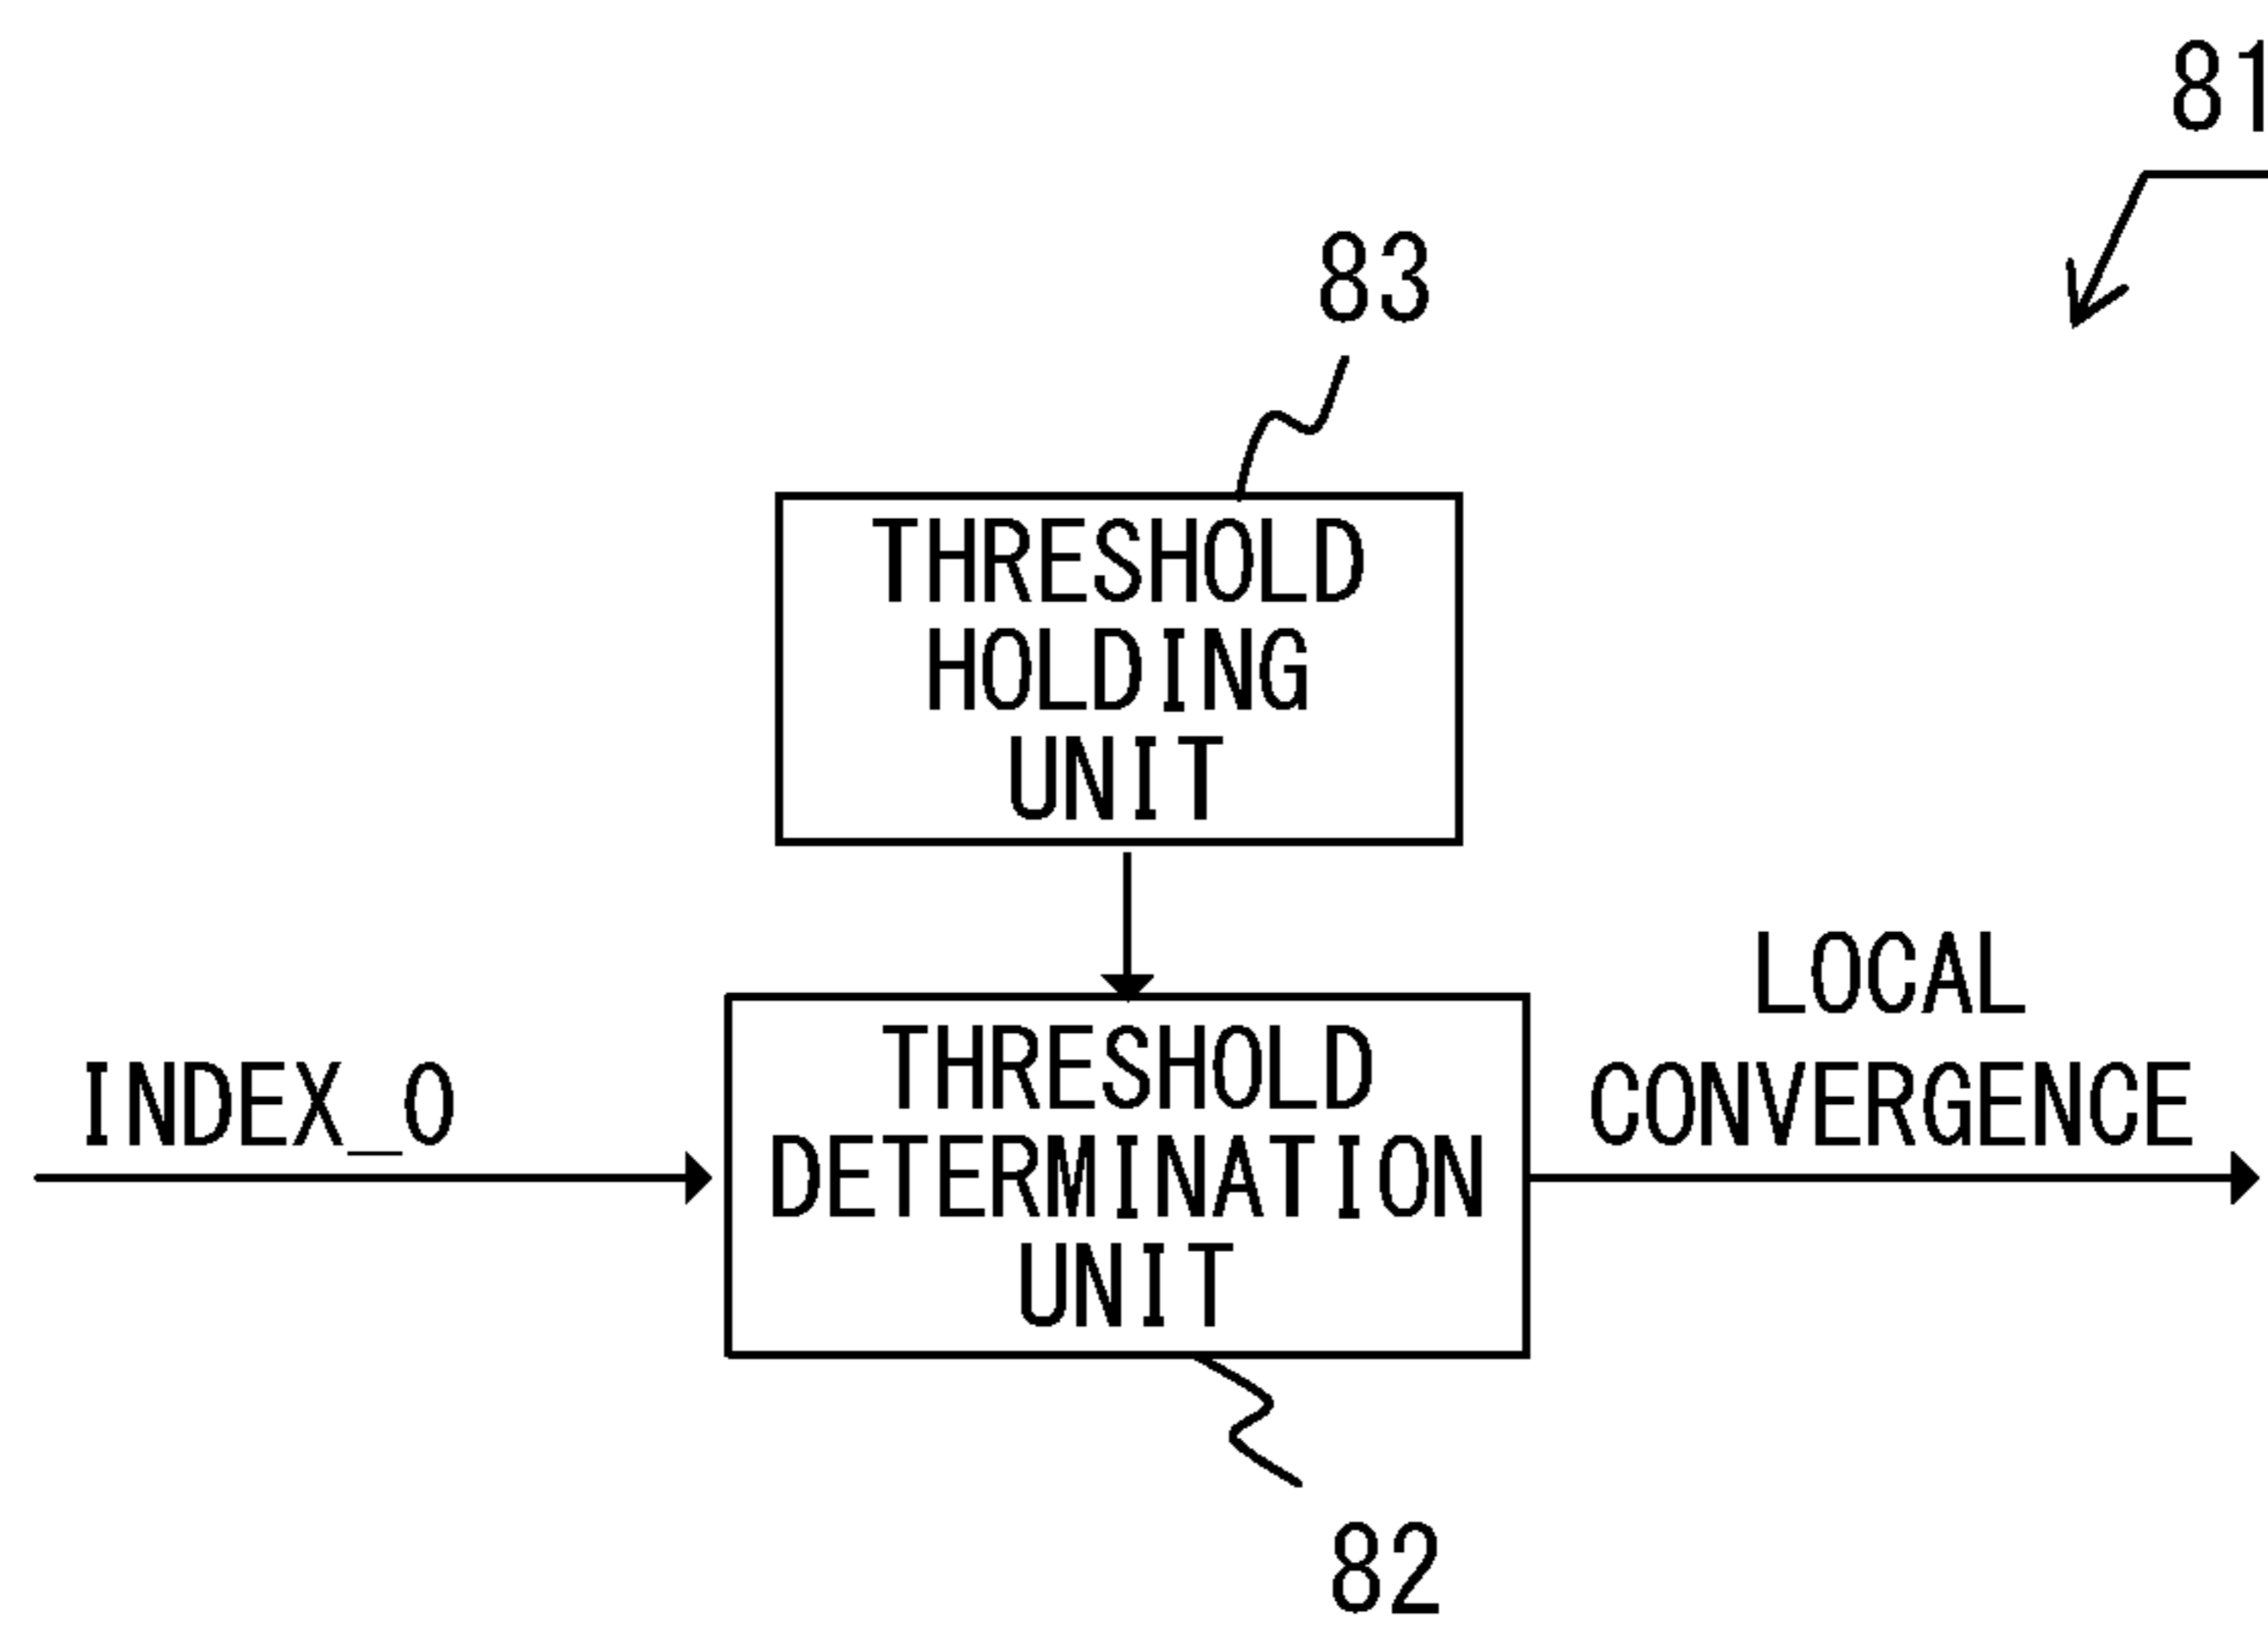 81
83
THRESHOLD
HOLDING
UNIT
LOCAL
CONVERGENCE
INDEX_0
THRESHOLD
DETERMINATION
UNIT
82